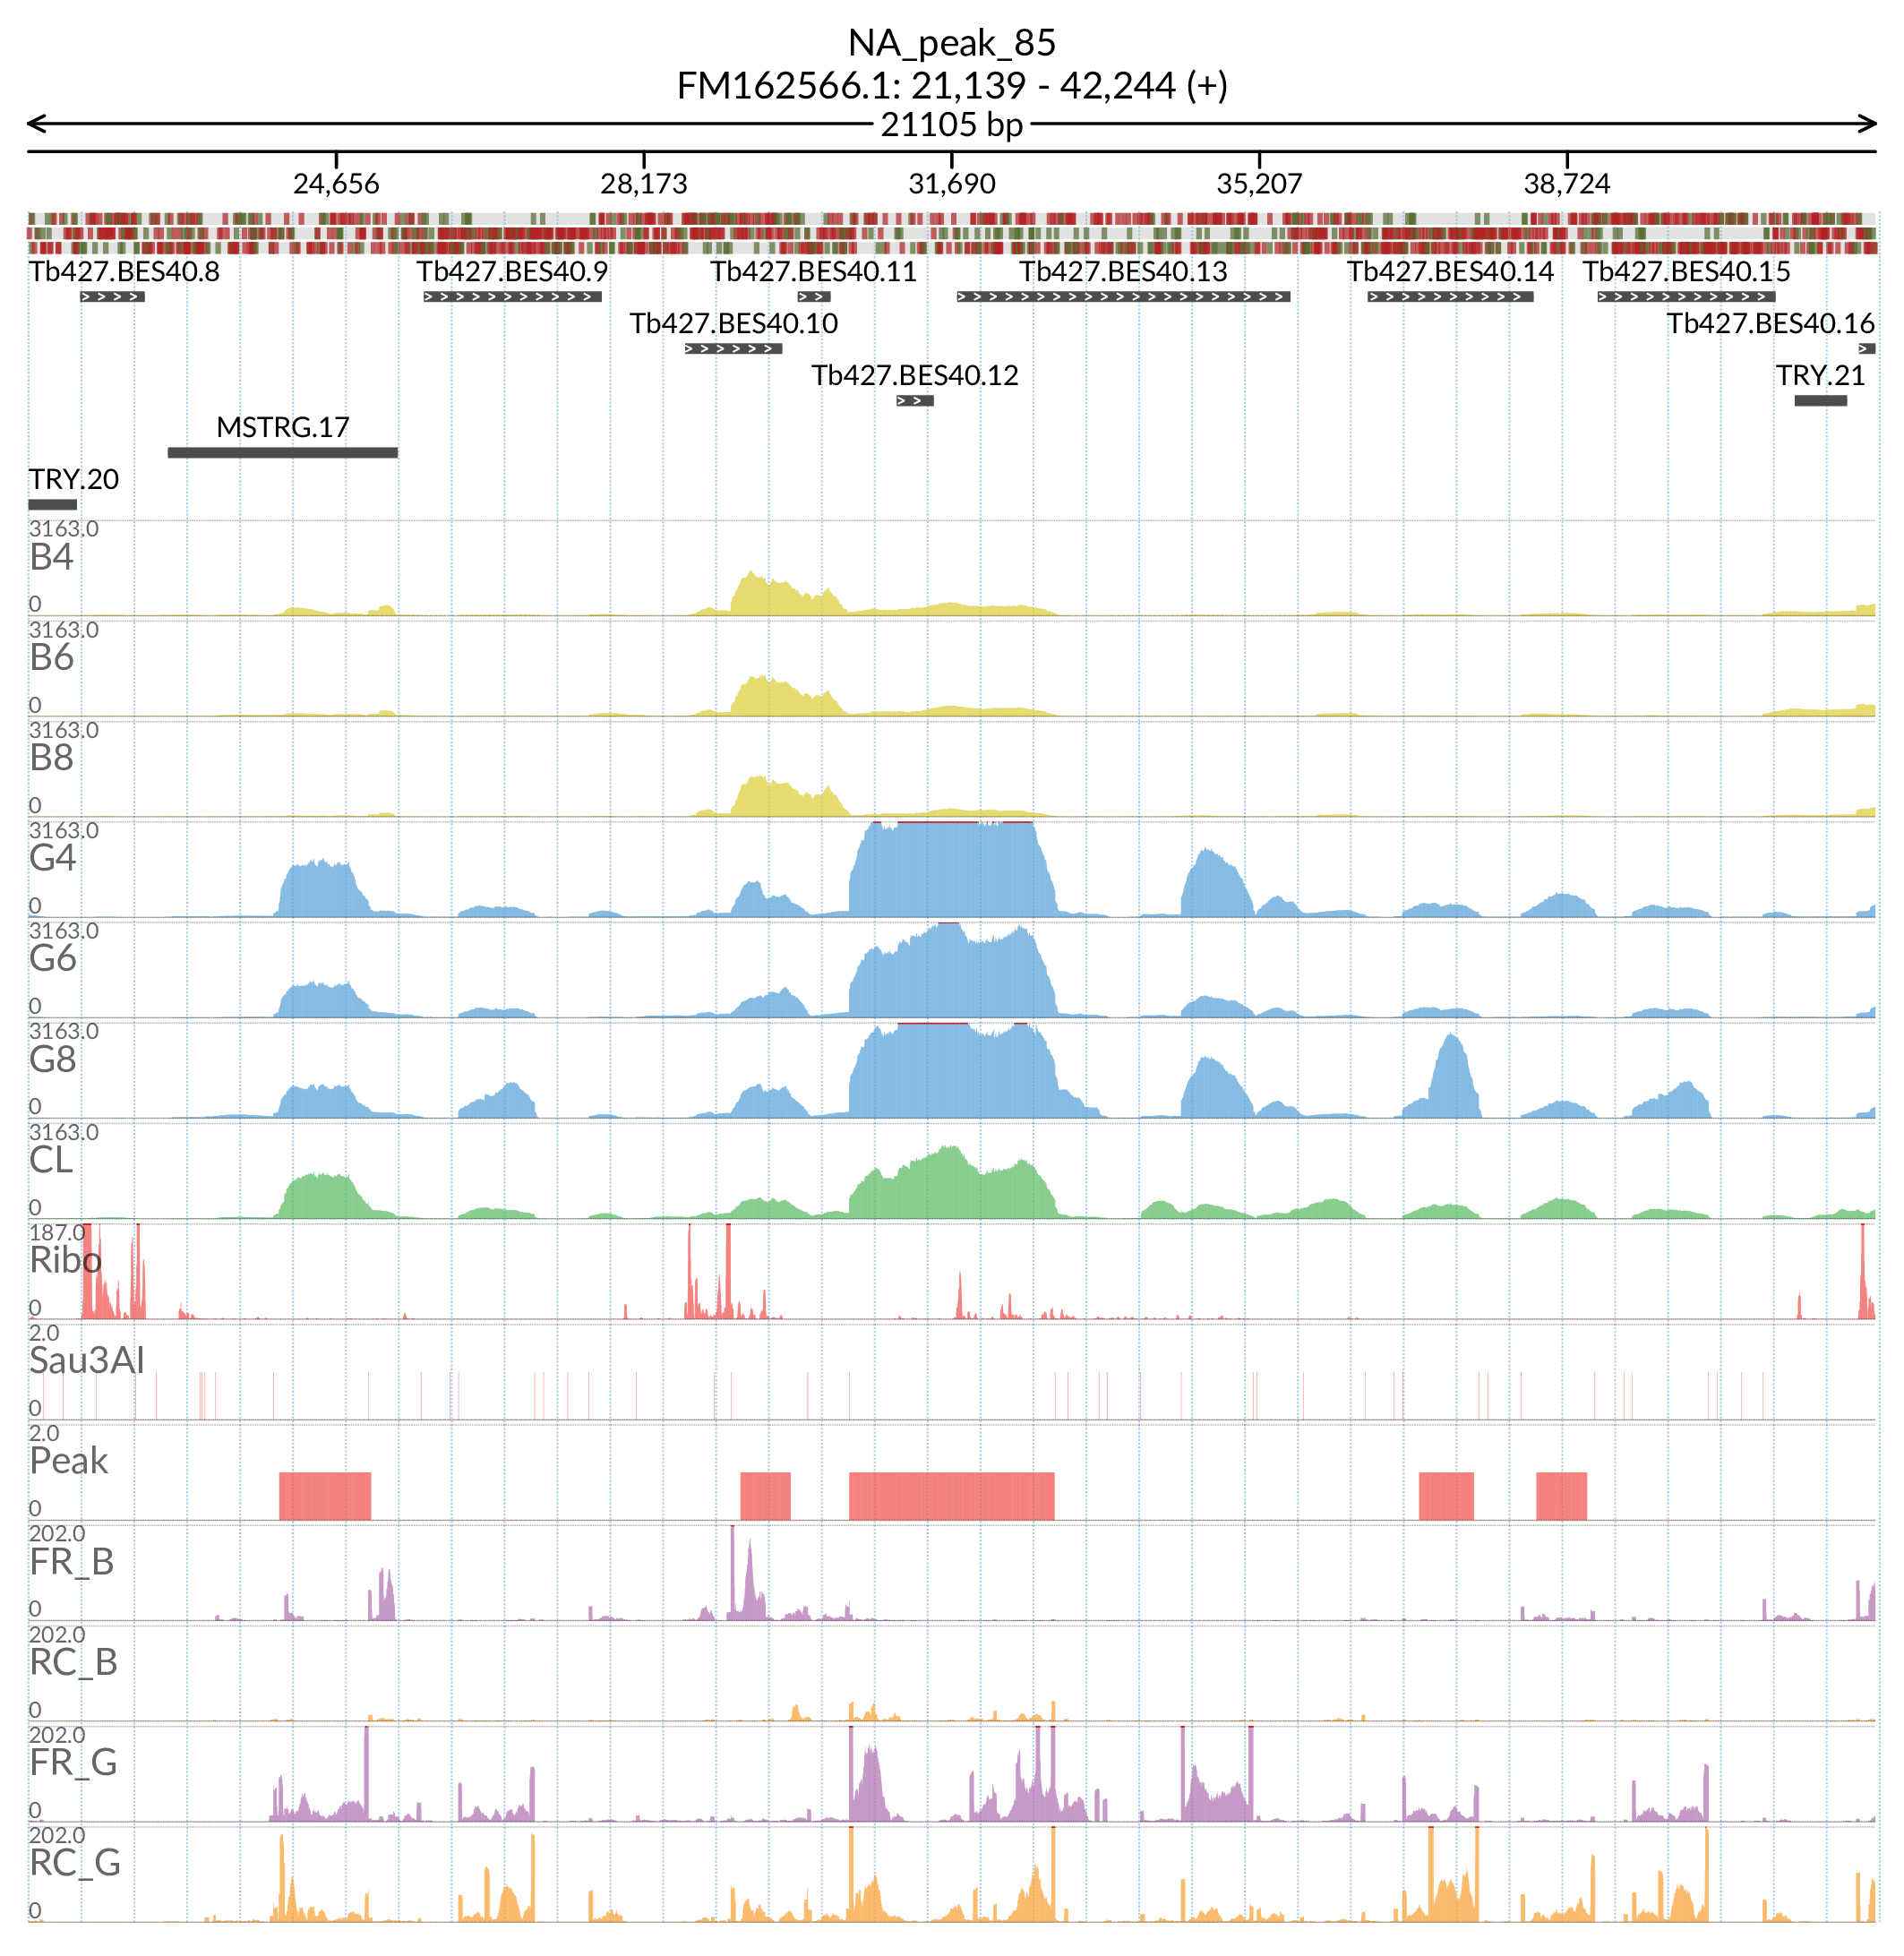 NA_peak_85
FM162566.1: 21,139 - 42,244 (+)
21105 bp
24,656 28,173 31,690 35,207 38,724
Tb427.BES40.8 Tb427.BES40.9 Tb427.BES40.11 Tb427.BES40.13 Tb427.BES40.14 Tb427.BES40.15
Tb427.BES40.10 Tb427.BES40.16
Tb427.BES40.12 TRY.21
MSTRG.17
TRY.20
3163.0
B4
0
3163.0
B6
0
3163.0
B8
0
3163.0
G4
0
3163.0
G6
0
3163.0
G8
0
3163.0
CL
0
187.0
Ribo
0
2.0
Sau3AI
0
2.0
Peak
0
202.0
FR_B
0
202.0
RC_B
0
202.0
FR_G
0
202.0
RC_G
0